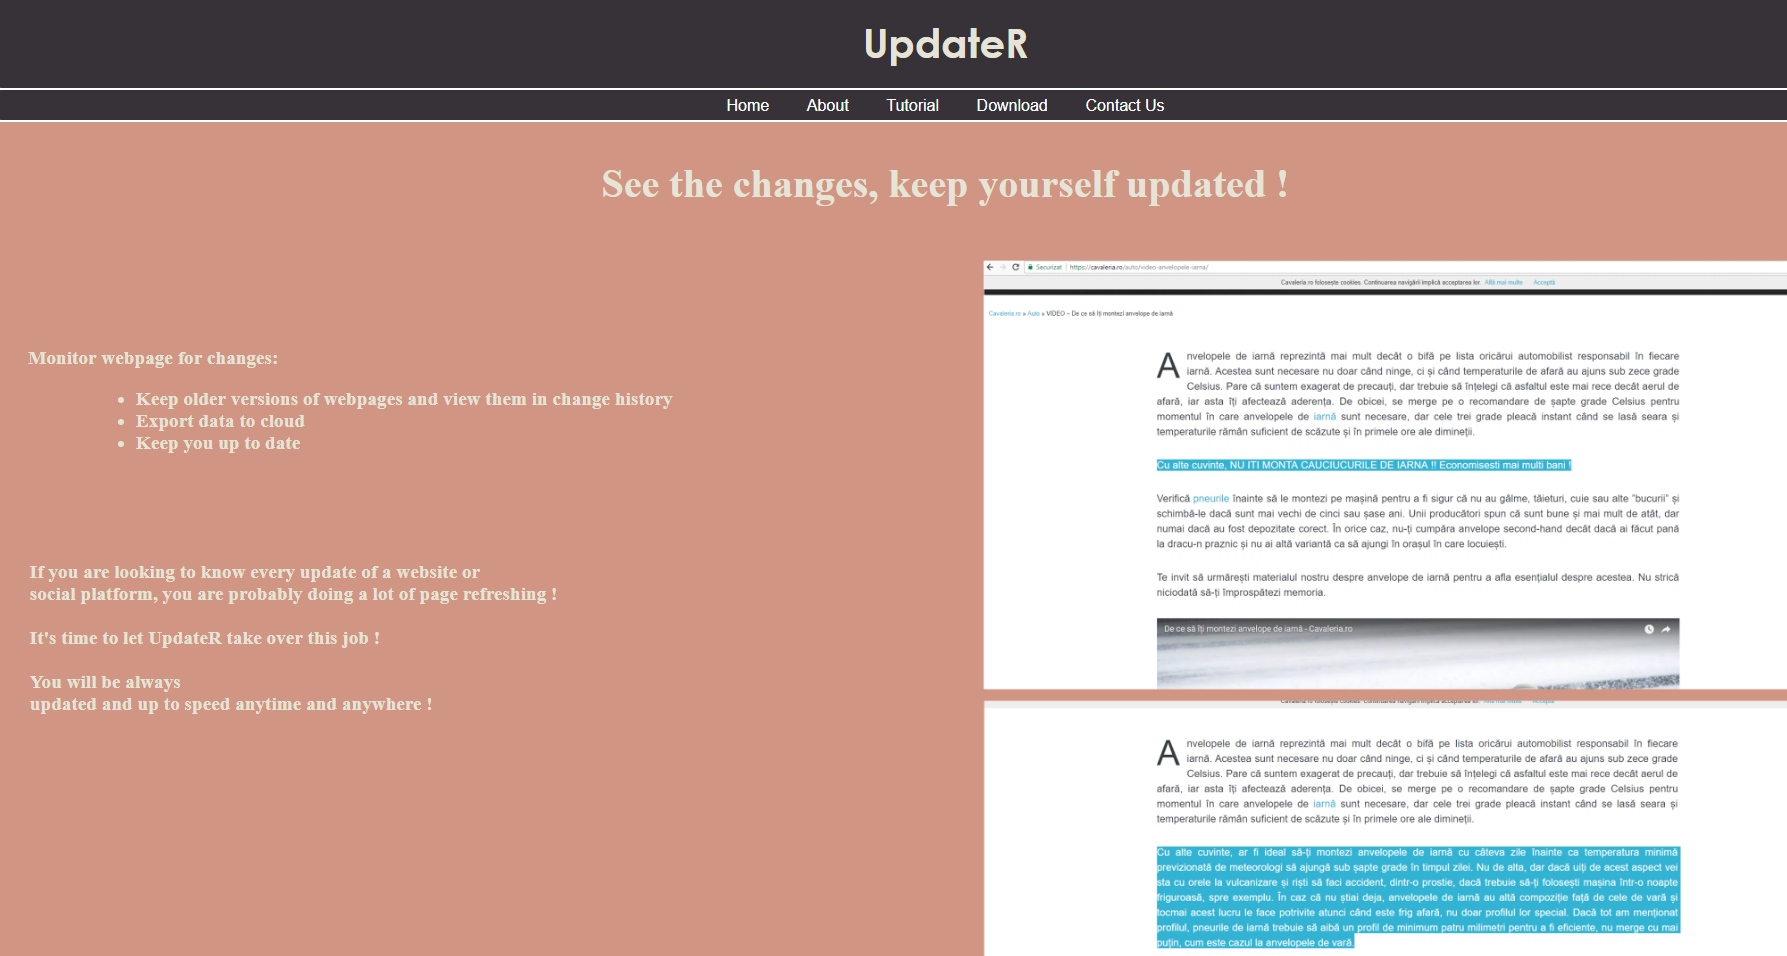 UpdateR
Home About Tutorial Download Contact Us
See the changes, keep yourself updated !
Monitor webpage for changes:
• Keep older versions of webpages and view them in change history
• Export data to cloud
• Keep you up to date
If you are looking to know every update of a website or
social platform, you are probably doing a lot of page refreshing !
It's time to let UpdateR take over this job !
You will be always
updated and up to speed anytime and anywhere !
Securizat | https://cavaleria.ro/auto/video-anvelopele-iarna/
Cavaleria.ro folosește cookies. Continuarea navigării implică acceptarea lor. Află mai multe Acceptă
Cavaleria.ro » Auto » VIDEO – De ce să îți montezi anvelope de iarnă
Anvelopele de iarnă reprezintă mai mult decât o bifă pe lista oricărui automobilist responsabil în fiecare
iarnă. Acestea sunt necesare nu doar când ninge, ci și când temperaturile de afară au ajuns sub zece grade
Celsius. Pare că suntem exagerat de precauți, dar trebuie să înțelegi că asfaltul este mai rece decât aerul de
afară, iar asta îți afectează aderența. De obicei, se merge pe o recomandare de șapte grade Celsius pentru
momentul în care anvelopele de iarnă sunt necesare, dar cele trei grade pleacă instant când se lasă seara și
temperaturile rămân suficient de scăzute și în primele ore ale dimineții.
Cu alte cuvinte, NU ITI MONTA CAUCIUCURILE DE IARNA !! Economisesti mai multi bani !
Verifică pneurile înainte să le montezi pe mașină pentru a fi sigur că nu au gâlme, tăieturi, cuie sau alte "bucurii" și
schimbă-le dacă sunt mai vechi de cinci sau șase ani. Unii producători spun că sunt bune și mai mult de atât, dar
numai dacă au fost depozitate corect. În orice caz, nu-ți cumpăra anvelope second-hand decât dacă ai făcut pană
la dracu-n praznic și nu ai altă variantă ca să ajungi în orașul în care locuiești.
Te invit să urmărești materialul nostru despre anvelope de iarnă pentru a afla esențialul despre acestea. Nu strică
niciodată să-ți împrospătezi memoria.
De ce să îți montezi anvelope de iarnă - Cavaleria.ro
Cavaleria.ro folosește cookies. Continuarea navigării implică acceptarea lor. Află mai multe Acceptă
Anvelopele de iarnă reprezintă mai mult decât o bifă pe lista oricărui automobilist responsabil în fiecare
iarnă. Acestea sunt necesare nu doar când ninge, ci și când temperaturile de afară au ajuns sub zece grade
Celsius. Pare că suntem exagerat de precauți, dar trebuie să înțelegi că asfaltul este mai rece decât aerul de
afară, iar asta îți afectează aderența. De obicei, se merge pe o recomandare de șapte grade Celsius pentru
momentul în care anvelopele de iarnă sunt necesare, dar cele trei grade pleacă instant când se lasă seara și
temperaturile rămân suficient de scăzute și în primele ore ale dimineții.
Cu alte cuvinte, ar fi ideal să-ți montezi anvelopele de iarnă cu câteva zile înainte ca temperatura minimă
previzionată de meteorologi să ajungă sub șapte grade în timpul zilei. Nu de alta, dar dacă uiți de acest aspect vei
sta cu orele la vulcanizare și riști să faci accident, dintr-o prostie, dacă trebuie să-ți folosești mașina într-o noapte
friguroasă, spre exemplu. În caz că nu știai deja, anvelopele de iarnă au altă compoziție față de cele de vară și
tocmai acest lucru le face potrivite atunci când este frig afară, nu doar profilul lor special. Dacă tot am menționat
profilul, pneurile de iarnă trebuie să aibă un profil de minimum patru milimetri pentru a fi eficiente, nu merge cu mai
puțin, cum este cazul la anvelopele de vară.